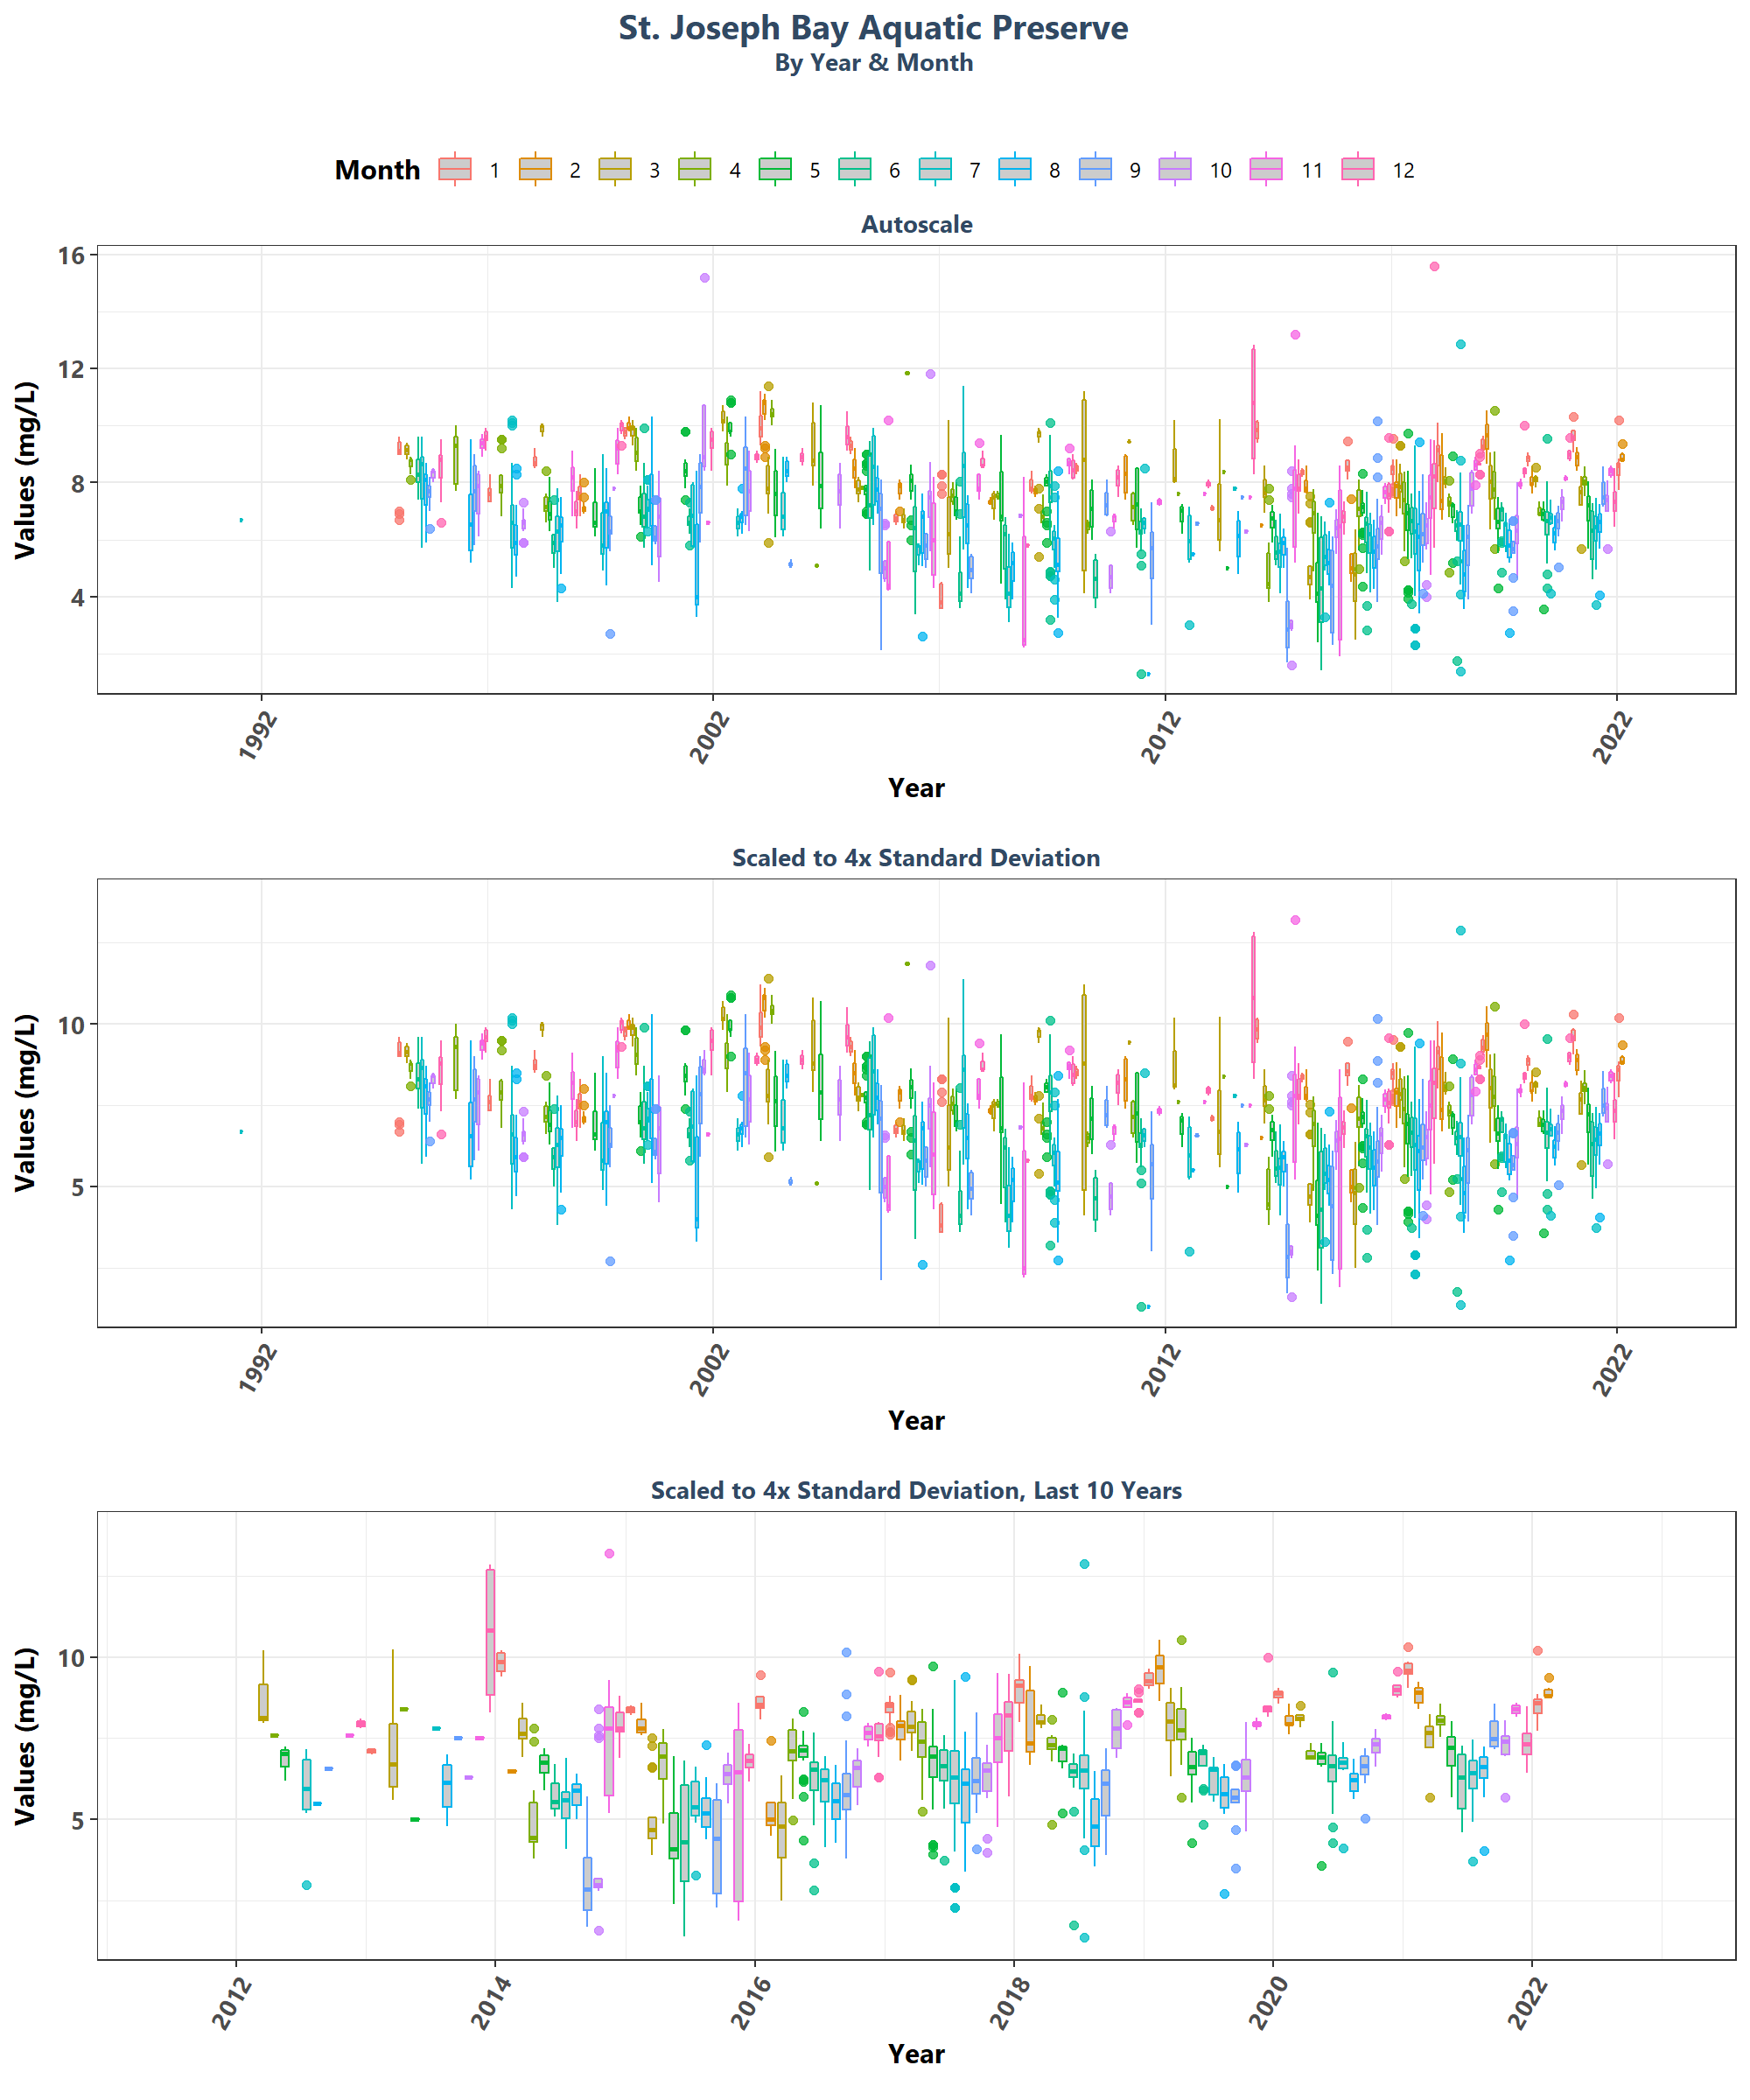 St. Joseph Bay Aquatic Preserve
By Year & Month
Month 1 2 3 4 5 6 7 8 9 10 11 12
Autoscale
Values (mg/L)
16
12
8
4
1992 2002 2012 2022
Year
Scaled to 4x Standard Deviation
Values (mg/L)
10
5
1992 2002 2012 2022
Year
Scaled to 4x Standard Deviation, Last 10 Years
Values (mg/L)
10
5
2012 2014 2016 2018 2020 2022
Year